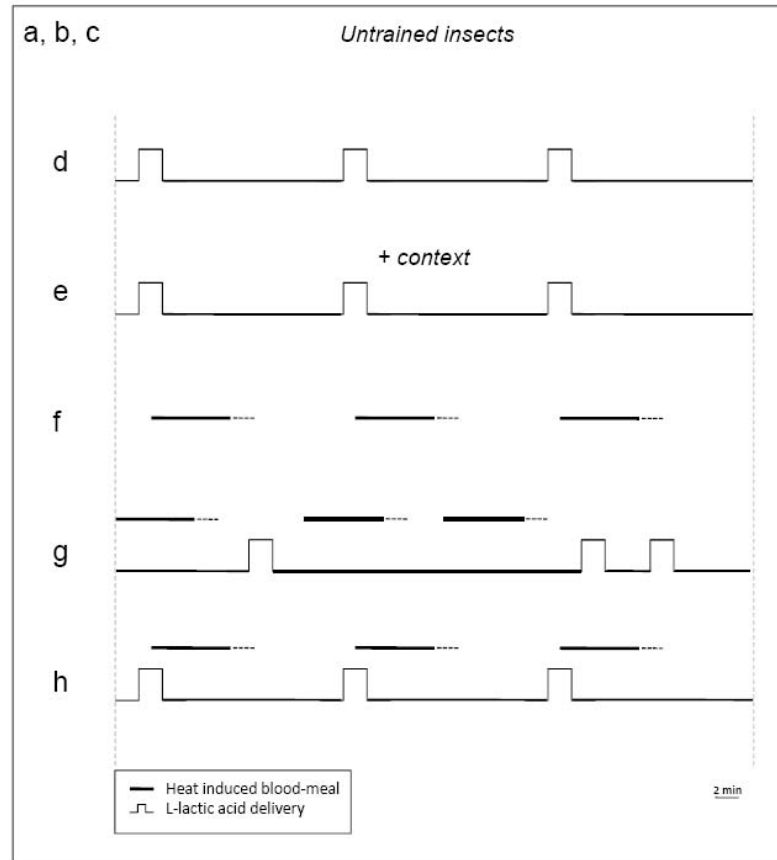 a, b, c
Untrained insects
d
+ context
e
f
g
h
Heat induced blood-meal
L-lactic acid delivery
2 min